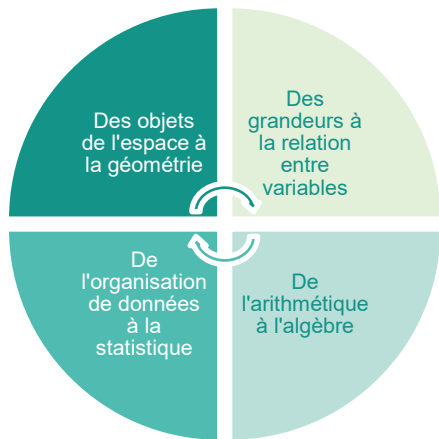 Des objets
de l'espace à
la géométrie
Des
grandeurs à
la relation
entre
variables
De
l'organisation
de données
à la
statistique
De
l'arithmétique
à l'algèbre